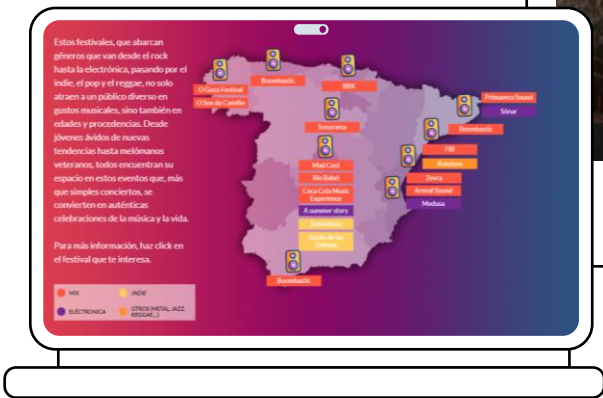 Estos festivales, que abarcan
géneros que van desde el rock
hasta la electrónica, pasando por el
indie, el pop y el reggae, no solo
atraen a un público diverso en
gustos musicales, sino también en
edades y procedencias. Desde
jóvenes ávidos de nuevas
tendencias hasta melómanos
veteranos, todos encuentran su
espacio en estos eventos que, más
que simples conciertos, se
convierten en auténticas
celebraciones de la música y la vida.
Para más información, haz click en
el festival que te interesa.
MIX
INDIE
ELÉCTRONICA
OTROS (METAL, JAZZ,
REGGAE...)
O Gozo Festival
O Son do Camiño
Boombastic
BBK
Sonorama
Primavera Sound
Sónar
Boombastic
FIB
Rototom
Zevra
Arenal Sound
Medusa
Mad Cool
Río Babel
Coca Cola Music
Experience
A summer story
Tomavistas
Jardín de las
Delicias
Boombastic